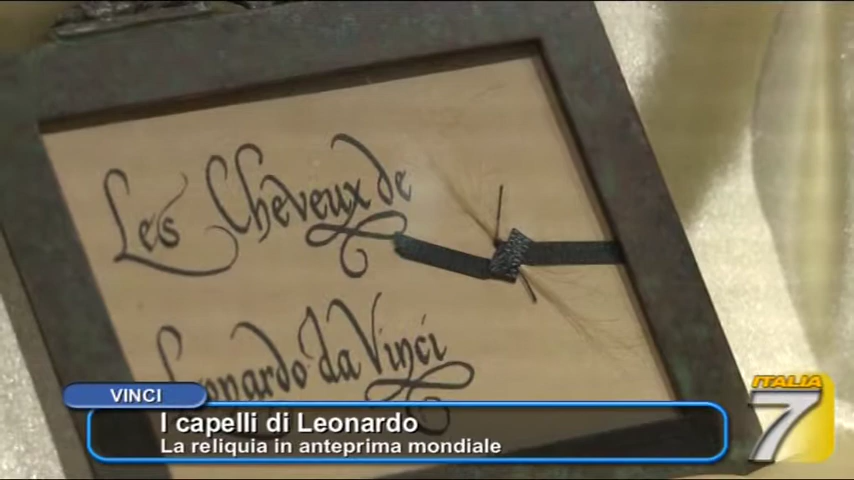 Les Cheveux de
Leonardo da Vinci
VINCI
I capelli di Leonardo
La reliquia in anteprima mondiale
ITALIA
7